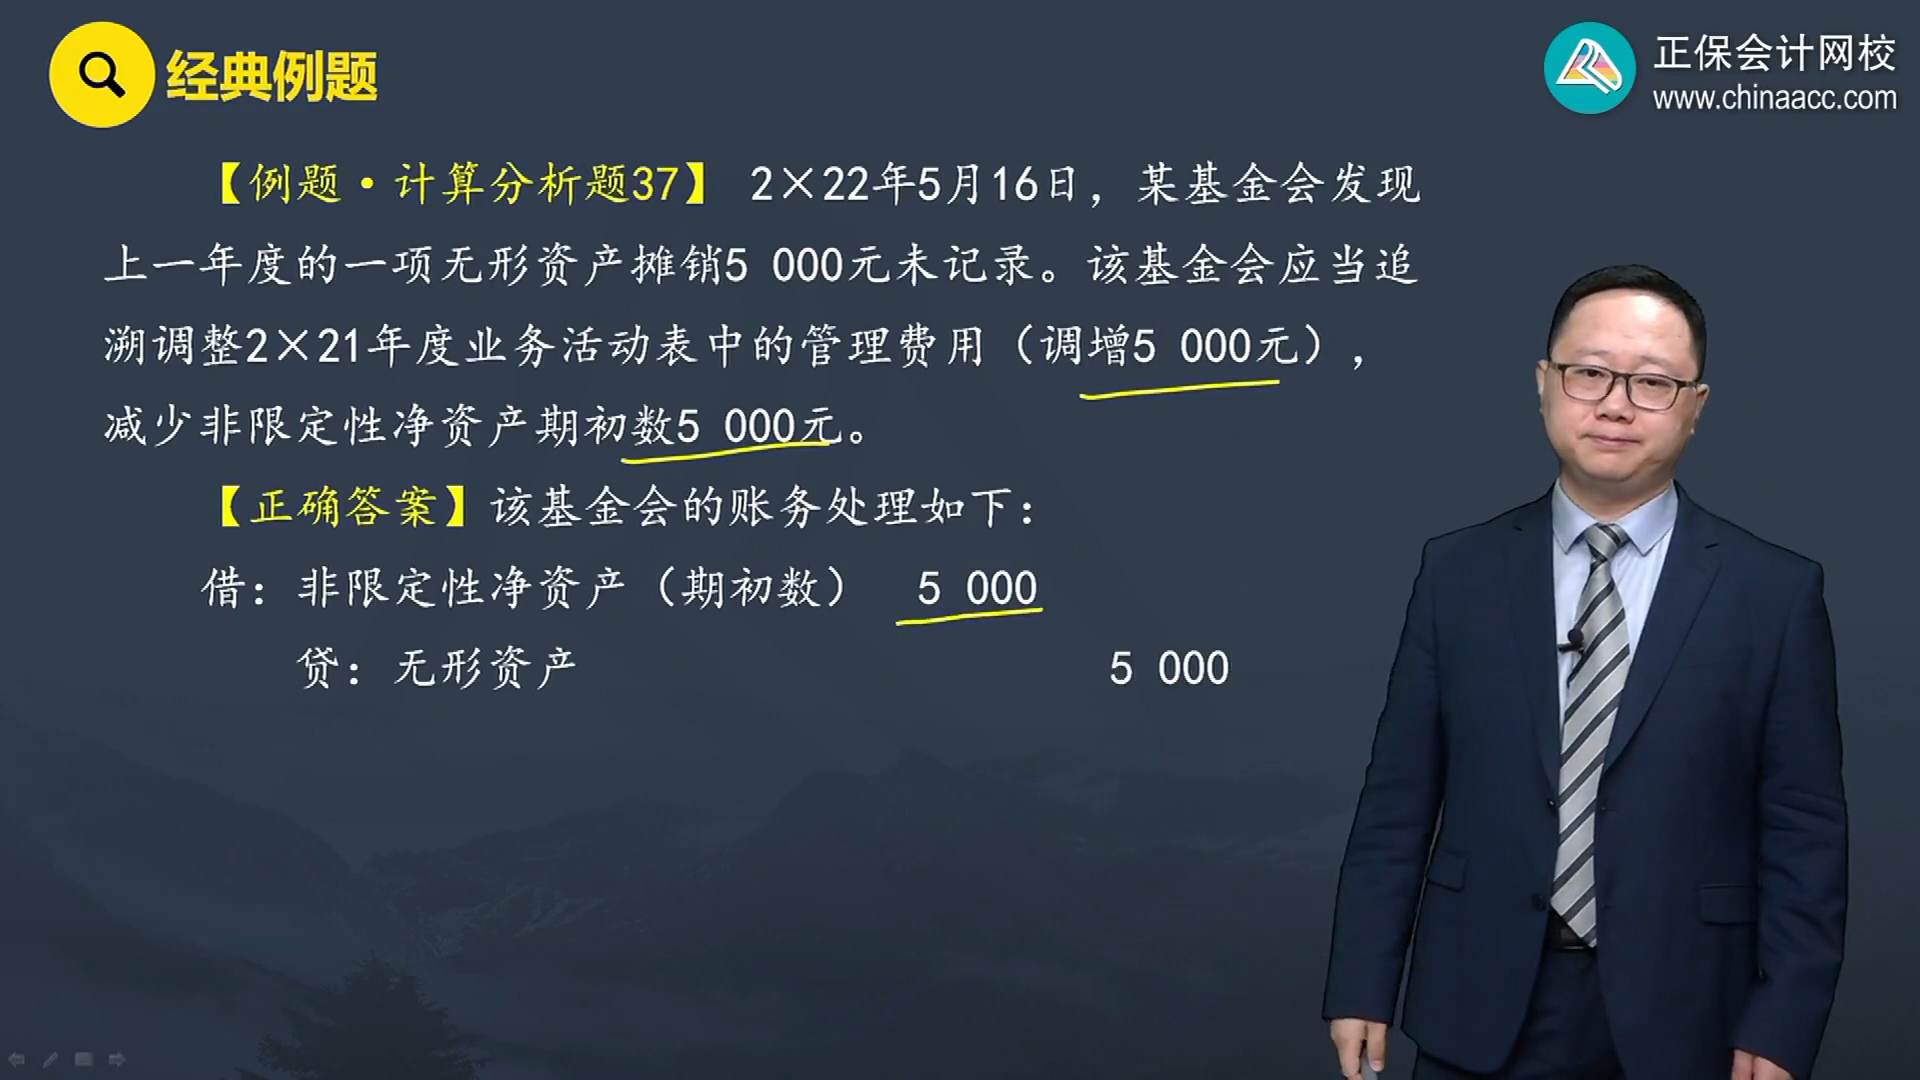 经典例题
正保会计网校
www.chinaacc.com
【例题·计算分析题37】 2×22年5月16日，某基金会发现
上一年度的一项无形资产摊销5 000元未记录。该基金会应当追
溯调整2×21年度业务活动表中的管理费用（调增5 000元），
减少非限定性净资产期初数5 000元。
【正确答案】该基金会的账务处理如下：
借：非限定性净资产（期初数） 5 000
贷：无形资产 5 000